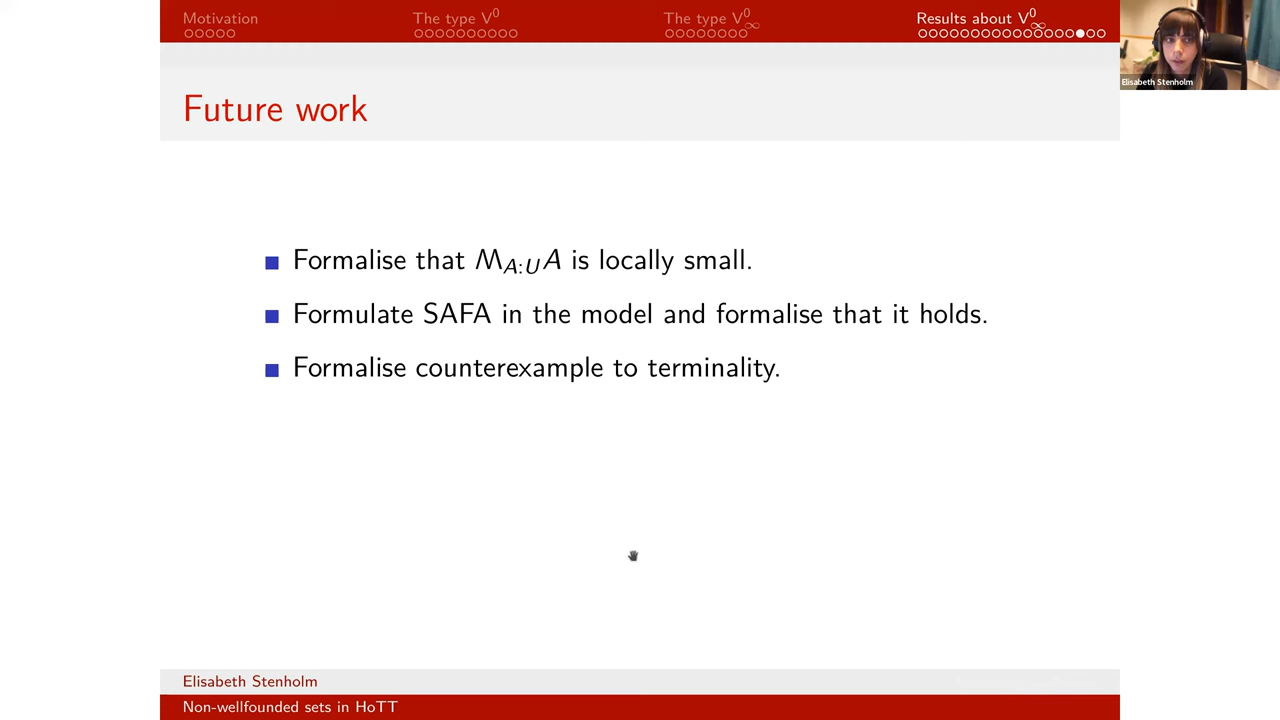 Motivation
The type V⁰
The type V⁰∞
Results about V⁰∞
Elisabeth Stenholm
Future work
Formalise that M_{A:U}A is locally small.
Formulate SAFA in the model and formalise that it holds.
Formalise counterexample to terminality.
Elisabeth Stenholm
Non-wellfounded sets in HoTT